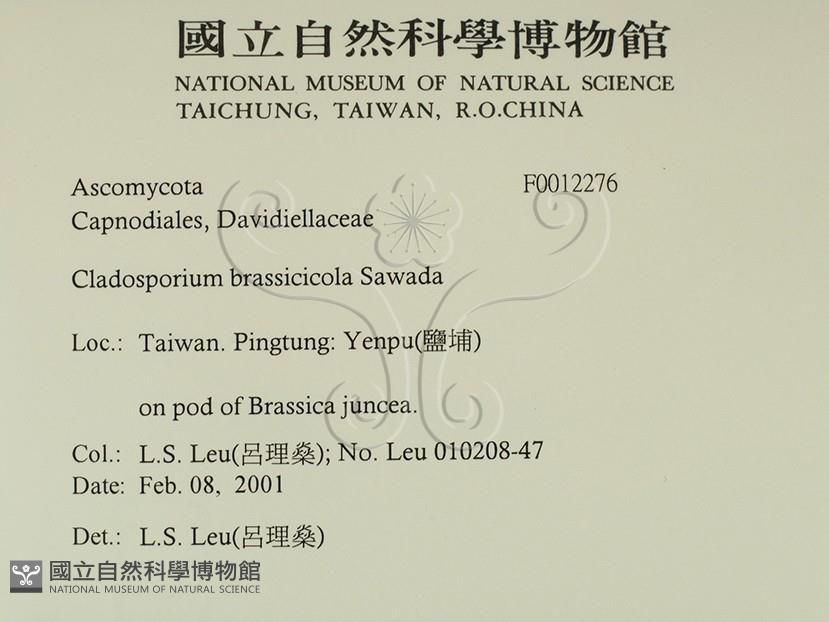 國立自然科學博物館
NATIONAL MUSEUM OF NATURAL SCIENCE
TAICHUNG, TAIWAN, R.O.CHINA
Ascomycota F0012276
Capnodiales, Davidiellaceae
Cladosporium brassicicola Sawada
Loc.: Taiwan. Pingtung: Yenpu(鹽埔)
on pod of Brassica juncea.
Col.: L.S. Leu(呂理燊); No. Leu 010208-47
Date: Feb. 08, 2001
Det.: L.S. Leu(呂理燊)
國立自然科學博物館
NATIONAL MUSEUM OF NATURAL SCIENCE